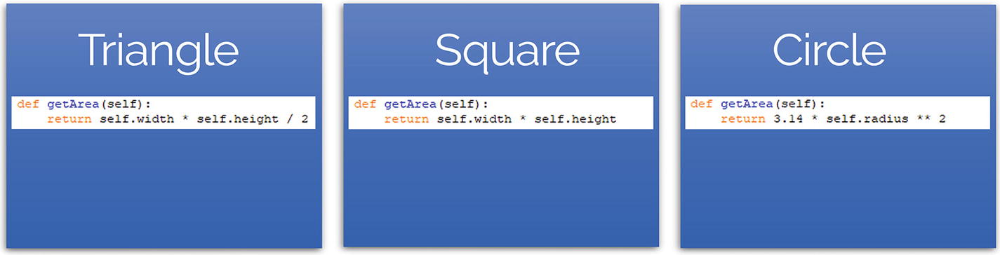 Triangle
def getArea(self):
    return self.width * self.height / 2
Square
def getArea(self):
    return self.width * self.height
Circle
def getArea(self):
    return 3.14 * self.radius ** 2